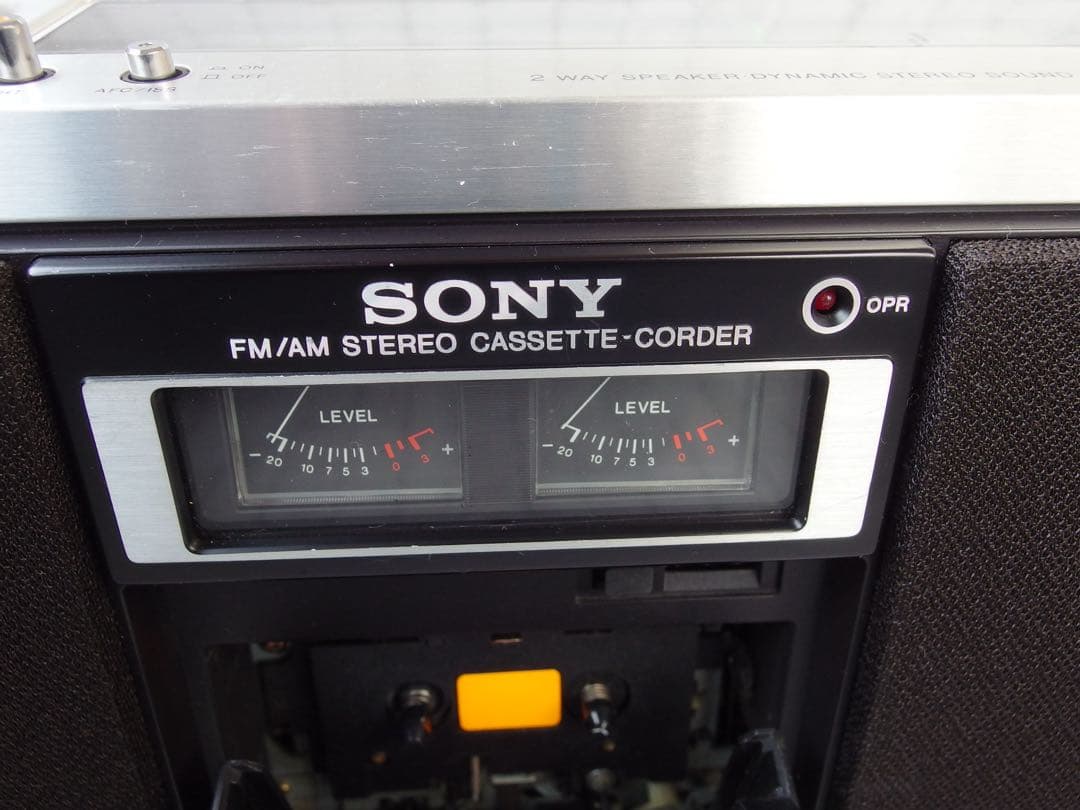 ON
OFF
AFC/ISS
2 WAY SPEAKER·DYNAMIC STEREO SOUND
SONY
OPR
FM/AM STEREO CASSETTE-CORDER
LEVEL
− 20 10 7 5 3 0 3 +
LEVEL
− 20 10 7 5 3 0 3 +